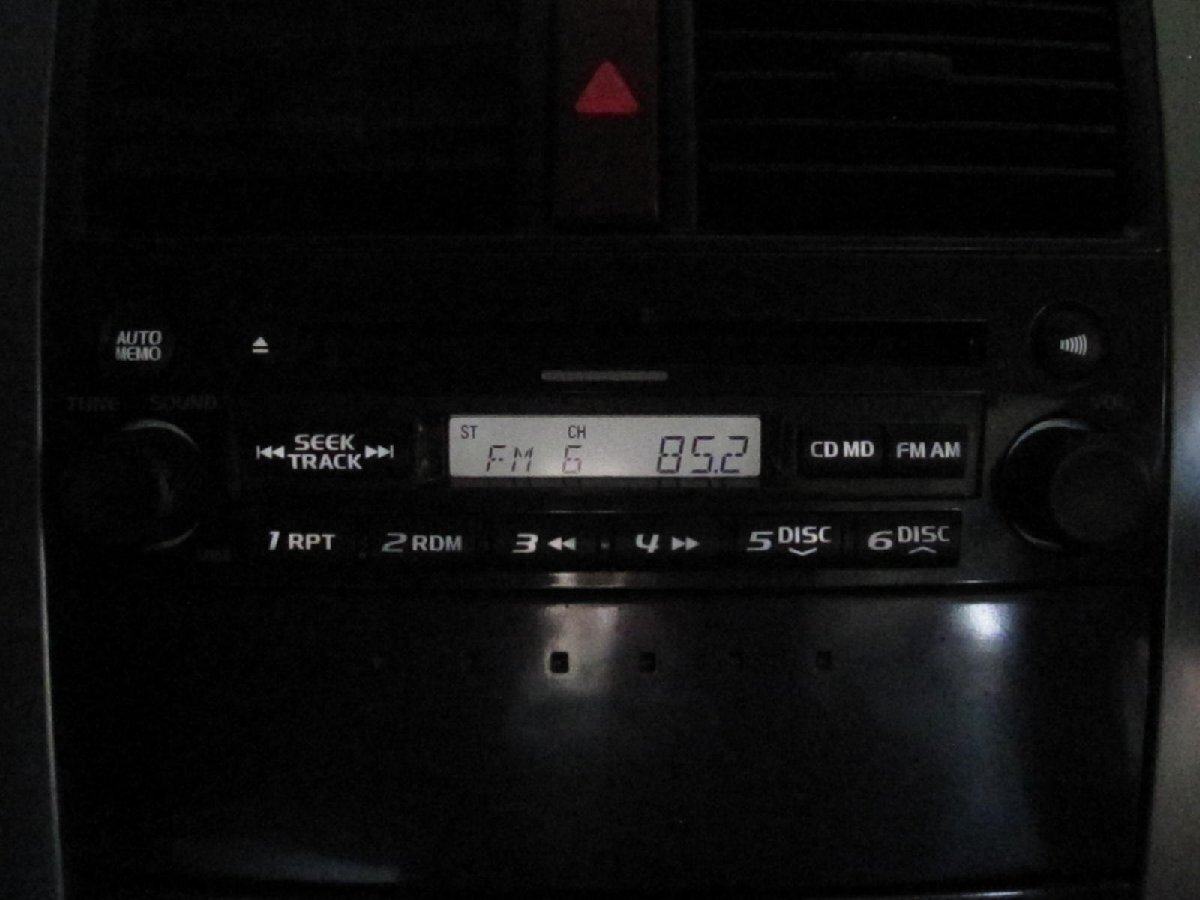 AUTO
MEMO
TUNE SOUND
VOL
SEEK
TRACK
ST CH
FM 6 85.2
CD MD
FM AM
1 RPT
2 RDM
3
4
5 DISC
6 DISC